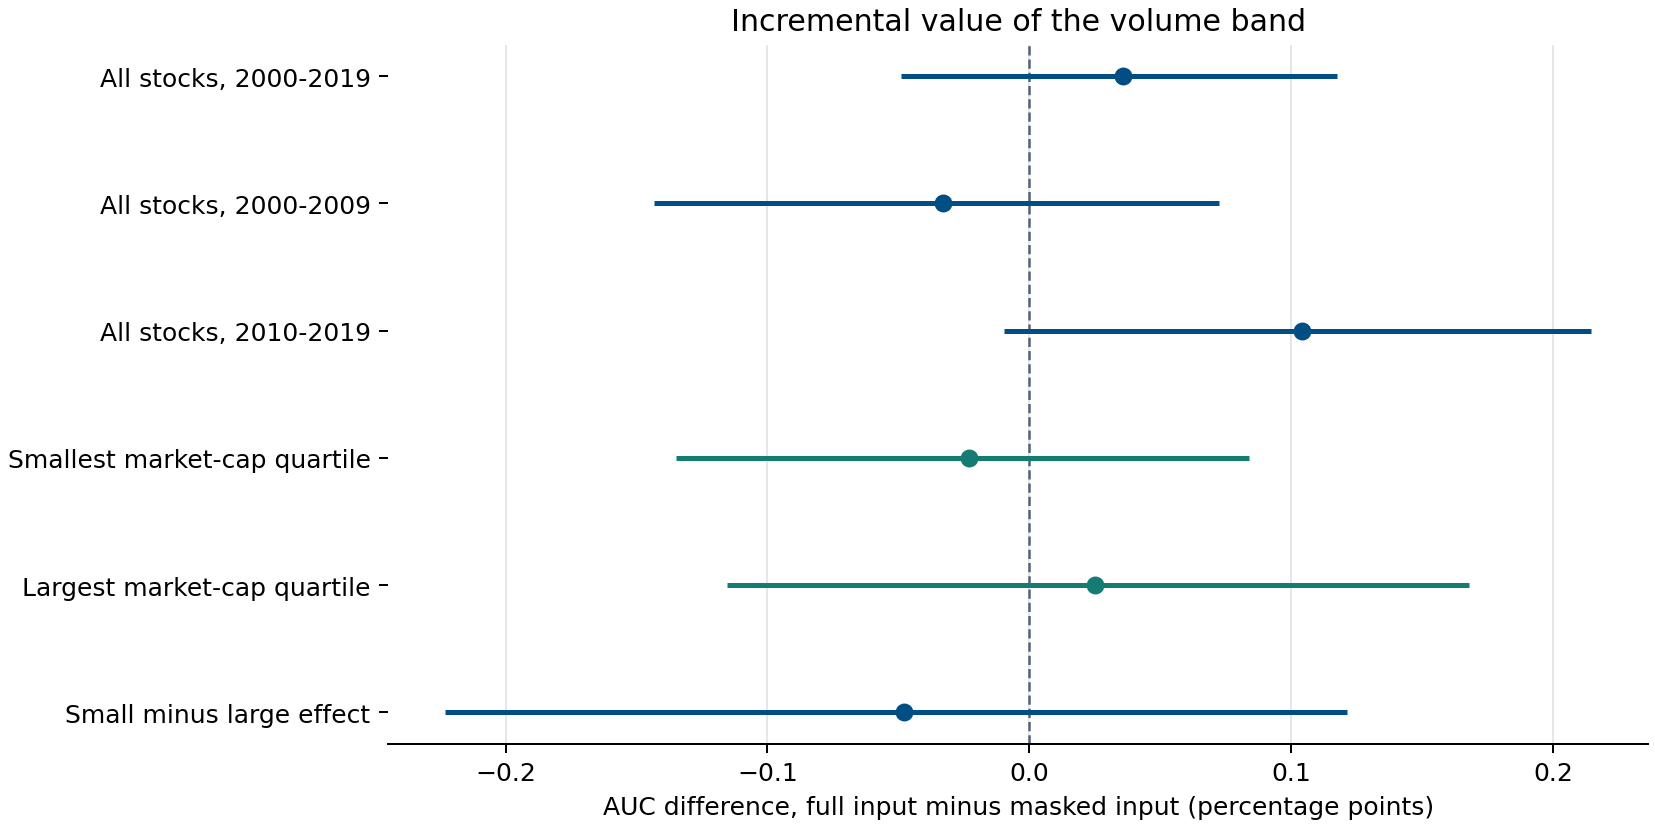 Incremental value of the volume band
All stocks, 2000-2019
All stocks, 2000-2009
All stocks, 2010-2019
Smallest market-cap quartile
Largest market-cap quartile
Small minus large effect
−0.2 −0.1 0.0 0.1 0.2
AUC difference, full input minus masked input (percentage points)